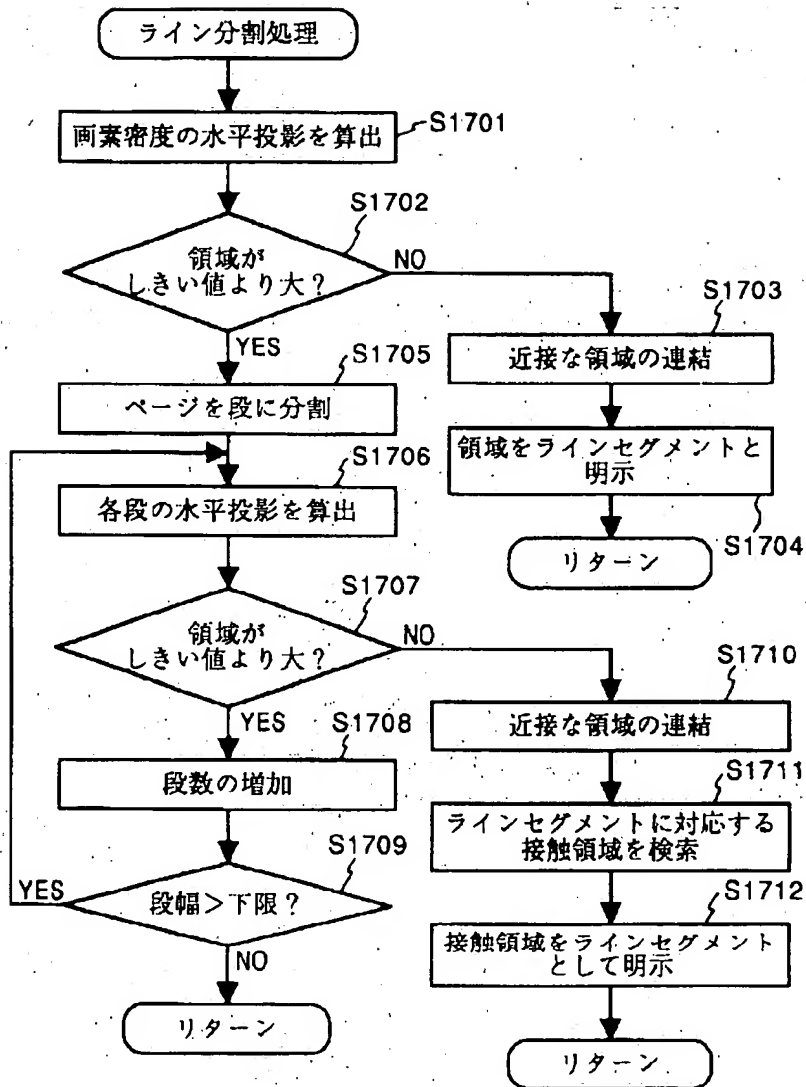 ライン分割処理
画素密度の水平投影を算出
S1701
S1702
領域が
しきい値より大?
NO
YES
S1703
近接な領域の連結
領域をラインセグメントと
明示
S1704
リターン
S1705
ページを段に分割
S1706
各段の水平投影を算出
S1707
領域が
しきい値より大?
NO
YES
S1708
段数の増加
S1709
段幅>下限?
YES
NO
リターン
S1710
近接な領域の連結
S1711
ラインセグメントに対応する
接触領域を検索
S1712
接触領域をラインセグメント
として明示
リターン